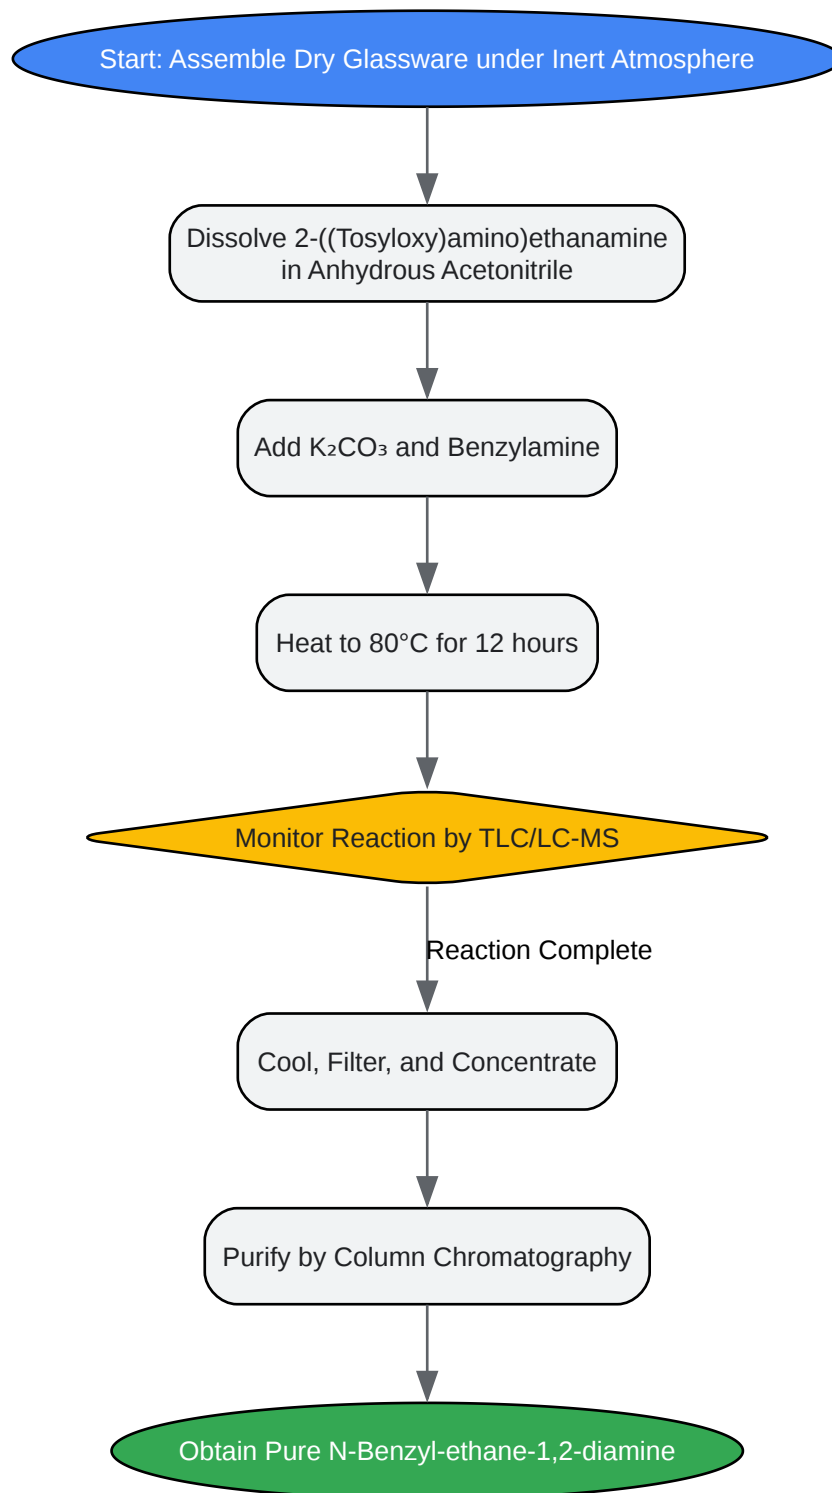 Start: Assemble Dry Glassware under Inert Atmosphere
Dissolve 2-((Tosyloxy)amino)ethanamine
in Anhydrous Acetonitrile
Add K₂CO₃ and Benzylamine
Heat to 80°C for 12 hours
Monitor Reaction by TLC/LC-MS
Reaction Complete
Cool, Filter, and Concentrate
Purify by Column Chromatography
Obtain Pure N-Benzyl-ethane-1,2-diamine